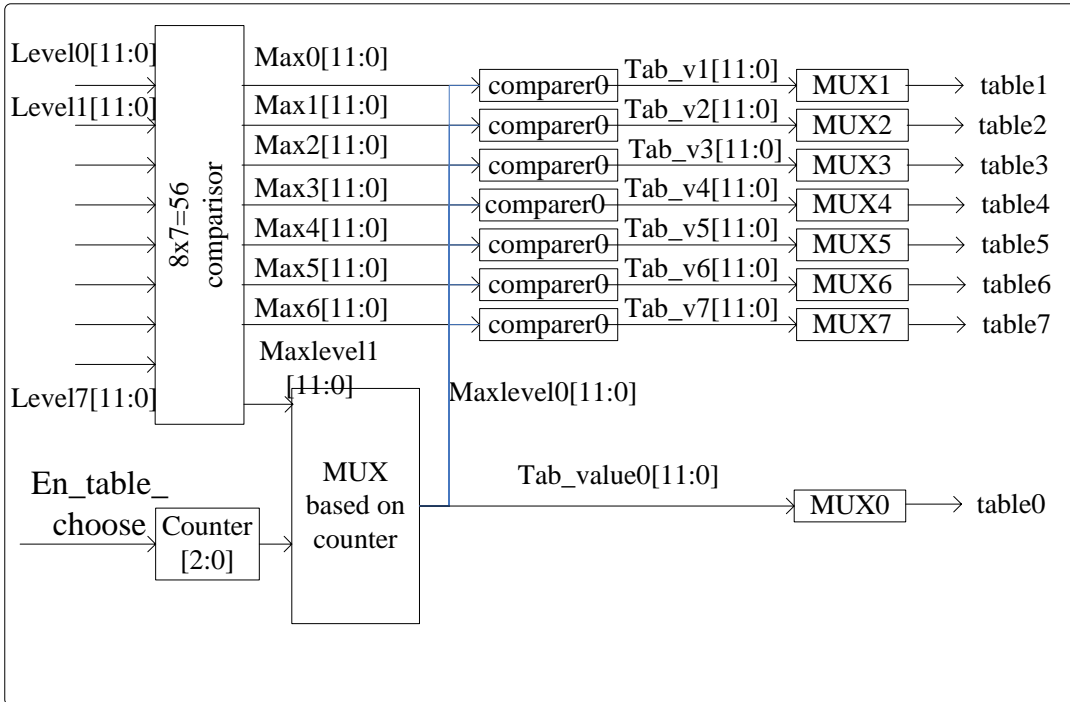 Level0[11:0]
Level1[11:0]
Level7[11:0]
8x7=56
comparisor
Max0[11:0]
Max1[11:0]
Max2[11:0]
Max3[11:0]
Max4[11:0]
Max5[11:0]
Max6[11:0]
Maxlevel1
[11:0]
comparer0
comparer0
comparer0
comparer0
comparer0
comparer0
comparer0
Tab_v1[11:0]
Tab_v2[11:0]
Tab_v3[11:0]
Tab_v4[11:0]
Tab_v5[11:0]
Tab_v6[11:0]
Tab_v7[11:0]
MUX1
MUX2
MUX3
MUX4
MUX5
MUX6
MUX7
table1
table2
table3
table4
table5
table6
table7
Maxlevel0[11:0]
En_table_
choose
Counter
[2:0]
MUX
based on
counter
Tab_value0[11:0]
MUX0
table0